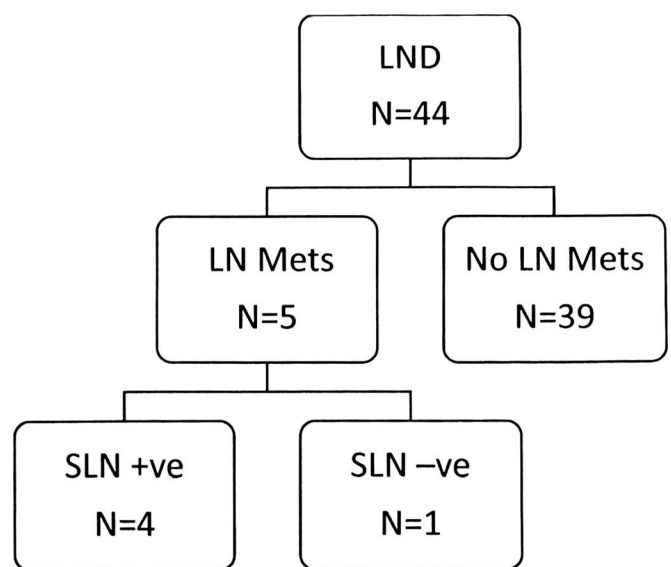 LND
N=44
LN Mets
N=5
No LN Mets
N=39
SLN +ve
N=4
SLN –ve
N=1